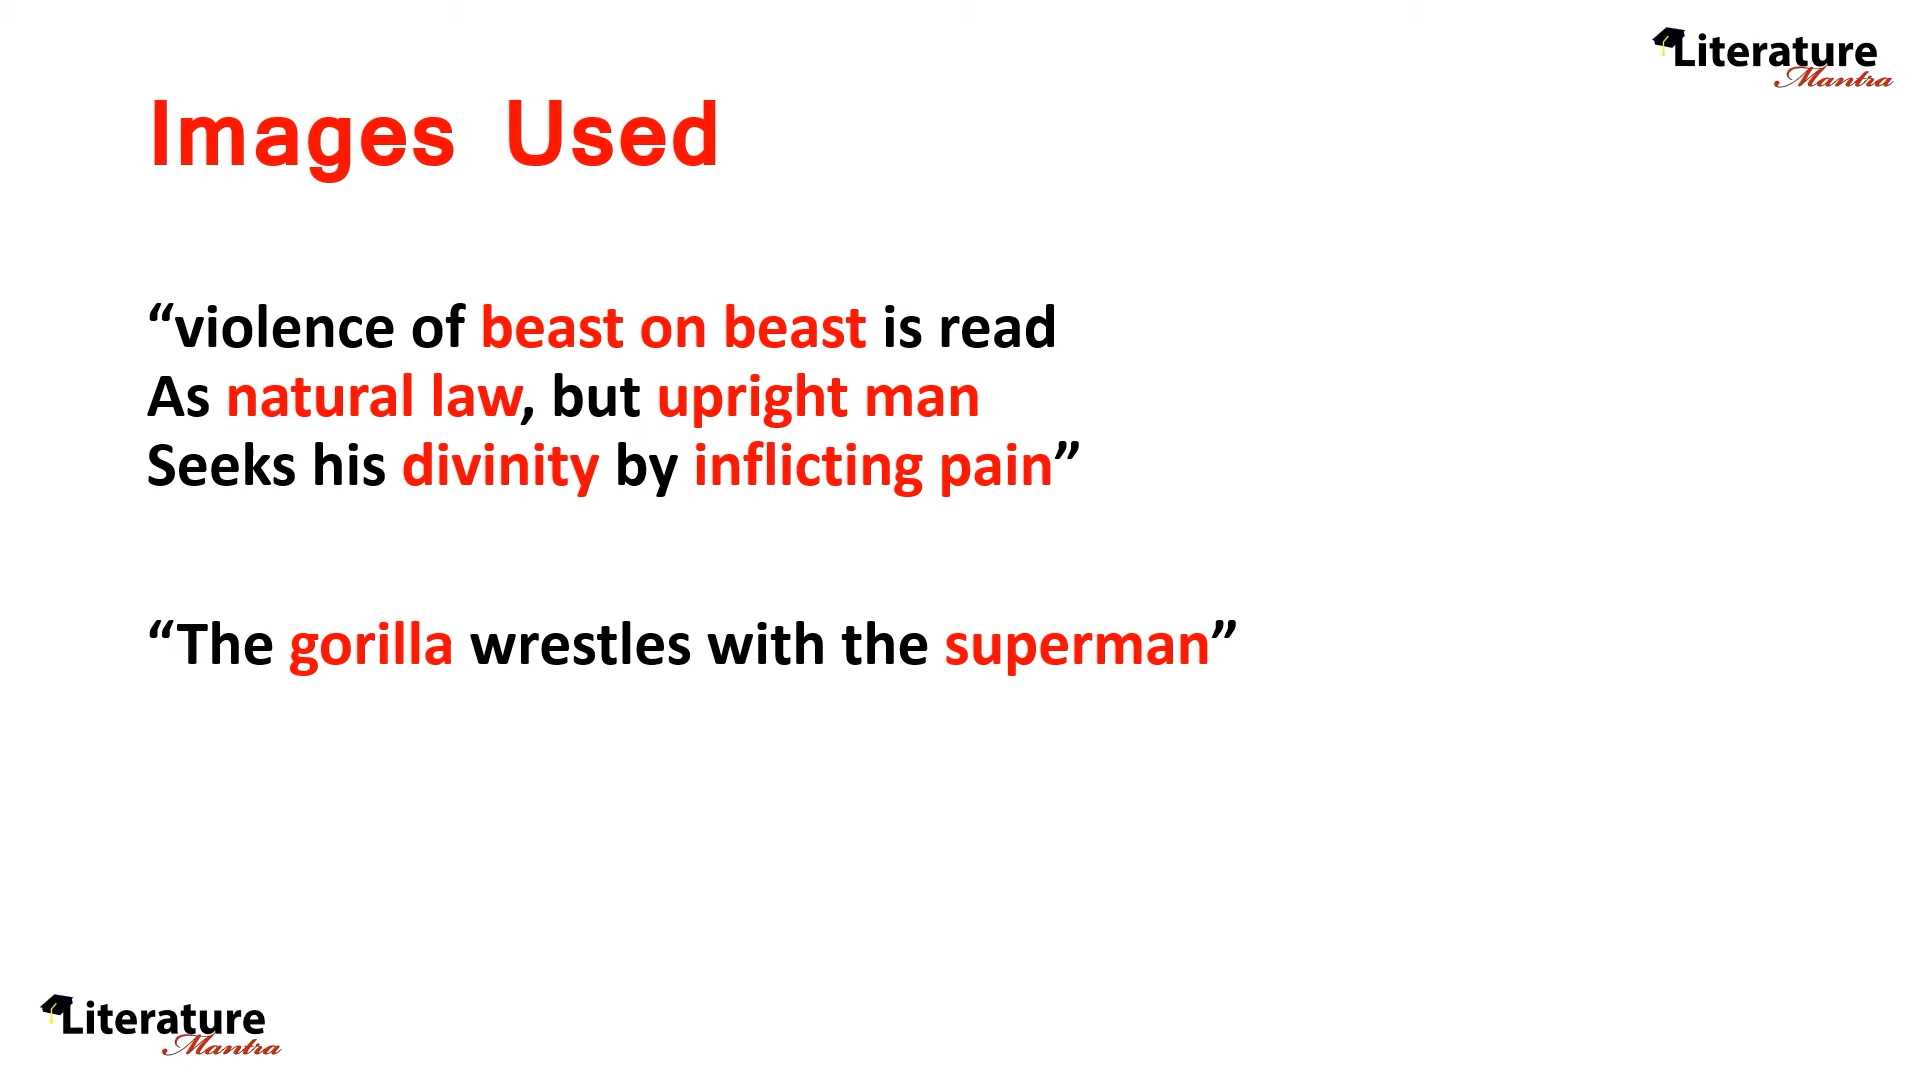 Literature
Mantra
Images Used
“violence of beast on beast is read
As natural law, but upright man
Seeks his divinity by inflicting pain”
“The gorilla wrestles with the superman”
Literature
Mantra